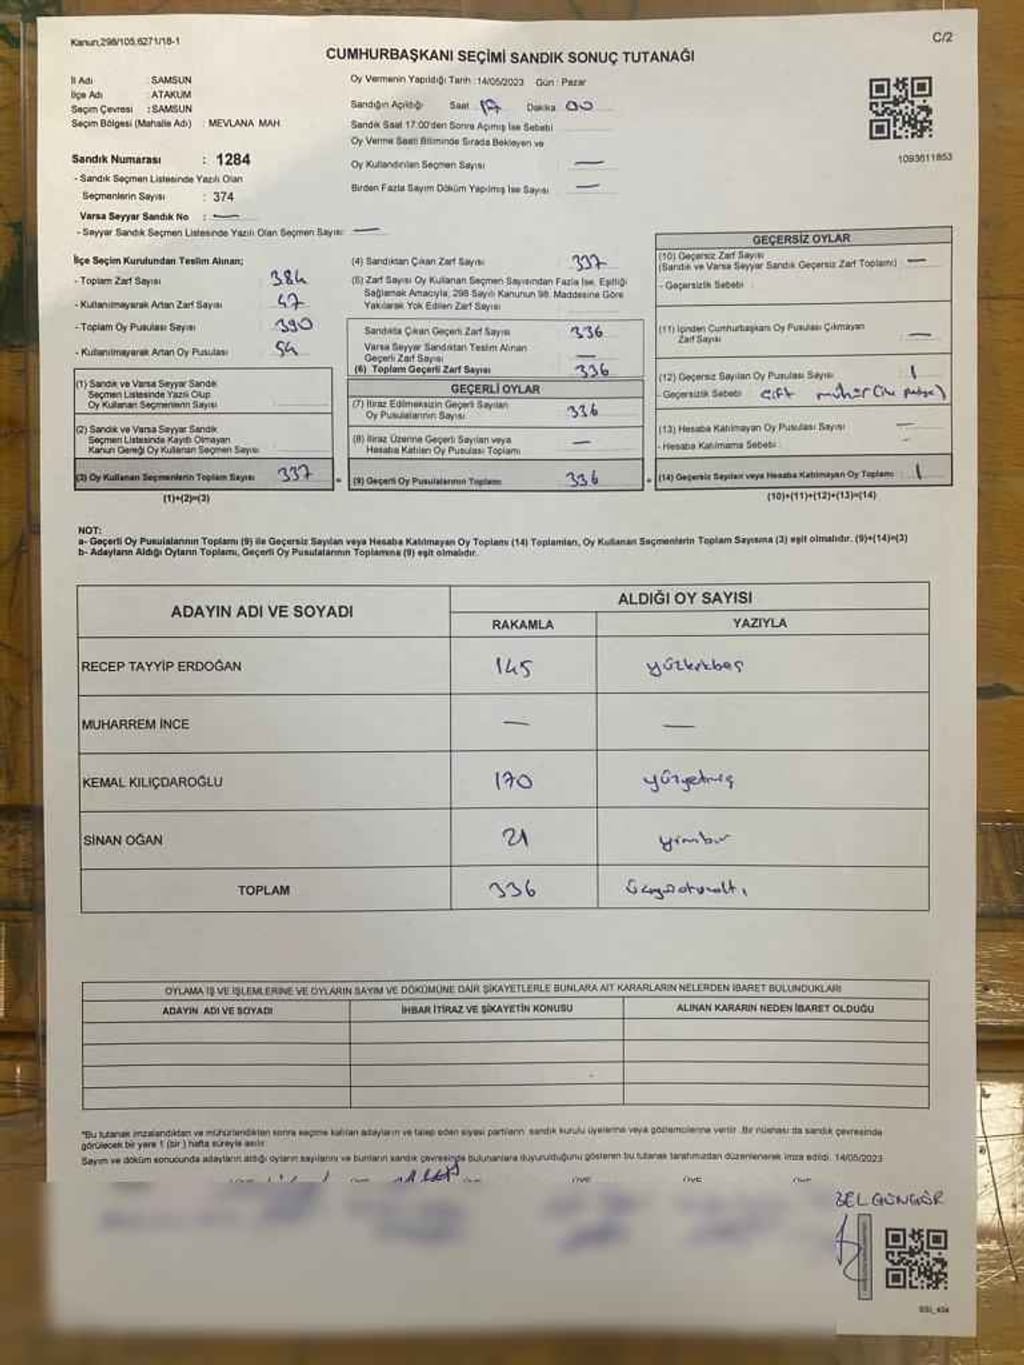 Kanun,298/105,6271/18-1
C/2
CUMHURBAŞKANI SEÇİMİ SANDIK SONUÇ TUTANAĞI
İl Adı : SAMSUN
İlçe Adı : ATAKUM
Seçim Çevresi : SAMSUN
Seçim Bölgesi (Mahalle Adı) : MEVLANA MAH
Sandık Numarası : 1284
- Sandık Seçmen Listesinde Yazılı Olan
Seçmenlerin Sayısı : 374
Varsa Seyyar Sandık No : —
- Seyyar Sandık Seçmen Listesinde Yazılı Olan Seçmen Sayısı: —
Oy Vermenin Yapıldığı Tarih :14/05/2023 Gün : Pazar
Sandığın Açıldığı Saat 17 Dakika 00
Sandık Saat 17:00'den Sonra Açılmış İse Sebebi
Oy Verme Saati Bitiminde Sırada Bekleyen ve
Oy Kullandırılan Seçmen Sayısı —
Birden Fazla Sayım Döküm Yapılmış İse Sayısı —
1093611853
İlçe Seçim Kurulundan Teslim Alınan;
- Toplam Zarf Sayısı 384
- Kullanılmayarak Artan Zarf Sayısı 47
- Toplam Oy Pusulası Sayısı 390
- Kullanılmayarak Artan Oy Pusulası 54
(1) Sandık ve Varsa Seyyar Sandık
Seçmen Listesinde Yazılı Olup
Oy Kullanan Seçmenlerin Sayısı
(2) Sandık ve Varsa Seyyar Sandık
Seçmen Listesinde Kayıtlı Olmayan
Kanun Gereği Oy Kullanan Seçmen Sayısı
(3) Oy Kullanan Seçmenlerin Toplam Sayısı 337
(1)+(2)=(3)
(4) Sandıktan Çıkan Zarf Sayısı 337
(5) Zarf Sayısı Oy Kullanan Seçmen Sayısından Fazla İse, Eşitliği
Sağlamak Amacıyla, 298 Sayılı Kanunun 98. Maddesine Göre
Yakılarak Yok Edilen Zarf Sayısı
Sandıkta Çıkan Geçerli Zarf Sayısı 336
Varsa Seyyar Sandıktan Teslim Alınan
Geçerli Zarf Sayısı —
(6) Toplam Geçerli Zarf Sayısı 336
GEÇERLİ OYLAR
(7) İtiraz Edilmeksizin Geçerli Sayılan
Oy Pusulalarının Sayısı 336
(8) İtiraz Üzerine Geçerli Sayılan veya
Hesaba Katılan Oy Pusulası Toplamı —
(9) Geçerli Oy Pusulalarının Toplamı 336
GEÇERSİZ OYLAR
(10) Geçersiz Zarf Sayısı —
(Sandık ve Varsa Seyyar Sandık Geçersiz Zarf Toplamı)
- Geçersizlik Sebebi :
(11) İçinden Cumhurbaşkanı Oy Pusulası Çıkmayan
Zarf Sayısı —
(12) Geçersiz Sayılan Oy Pusulası Sayısı 1
- Geçersizlik Sebebi çift mühür
(13) Hesaba Katılmayan Oy Pusulası Sayısı —
- Hesaba Katılmama Sebebi :
(14) Geçersiz Sayılan veya Hesaba Katılmayan Oy Toplamı : 1
(10)+(11)+(12)+(13)=(14)
NOT:
a- Geçerli Oy Pusulalarının Toplamı (9) ile Geçersiz Sayılan veya Hesaba Katılmayan Oy Toplamı (14) Toplamları, Oy Kullanan Seçmenlerin Toplam Sayısına (3) eşit olmalıdır. (9)+(14)=(3)
b- Adayların Aldığı Oyların Toplamı, Geçerli Oy Pusulalarının Toplamına (9) eşit olmalıdır.
ADAYIN ADI VE SOYADI
ALDIĞI OY SAYISI
RAKAMLA YAZIYLA
RECEP TAYYİP ERDOĞAN 145 yüzkırkbeş
MUHARREM İNCE — —
KEMAL KILIÇDAROĞLU 170 yüzyetmiş
SİNAN OĞAN 21 yirmibir
TOPLAM 336 üçyüzotuzaltı
OYLAMA İŞ VE İŞLEMLERİNE VE OYLARIN SAYIM VE DÖKÜMÜNE DAİR ŞİKAYETLERLE BUNLARA AİT KARARLARIN NELERDEN İBARET BULUNDUKLARI
ADAYIN ADI VE SOYADI İHBAR İTİRAZ VE ŞİKAYETİN KONUSU ALINAN KARARIN NEDEN İBARET OLDUĞU
*Bu tutanak imzalandıktan ve mühürlendikten sonra seçime katılan adayların ve talep eden siyasi partilerin sandık kurulu üyelerine veya gözlemcilerine verilir. Bir nüshası da sandık çevresinde
görülecek bir yere 1 (bir) hafta süreyle asılır.
Sayım ve döküm sonucunda adayların aldığı oyların sayılarını ve bunların sandık çevresinde bulunanlara duyurulduğunu gösteren bu tutanak tarafımızdan düzenlenerek imza edildi. 14/05/2023
BEL GÜNGÖR